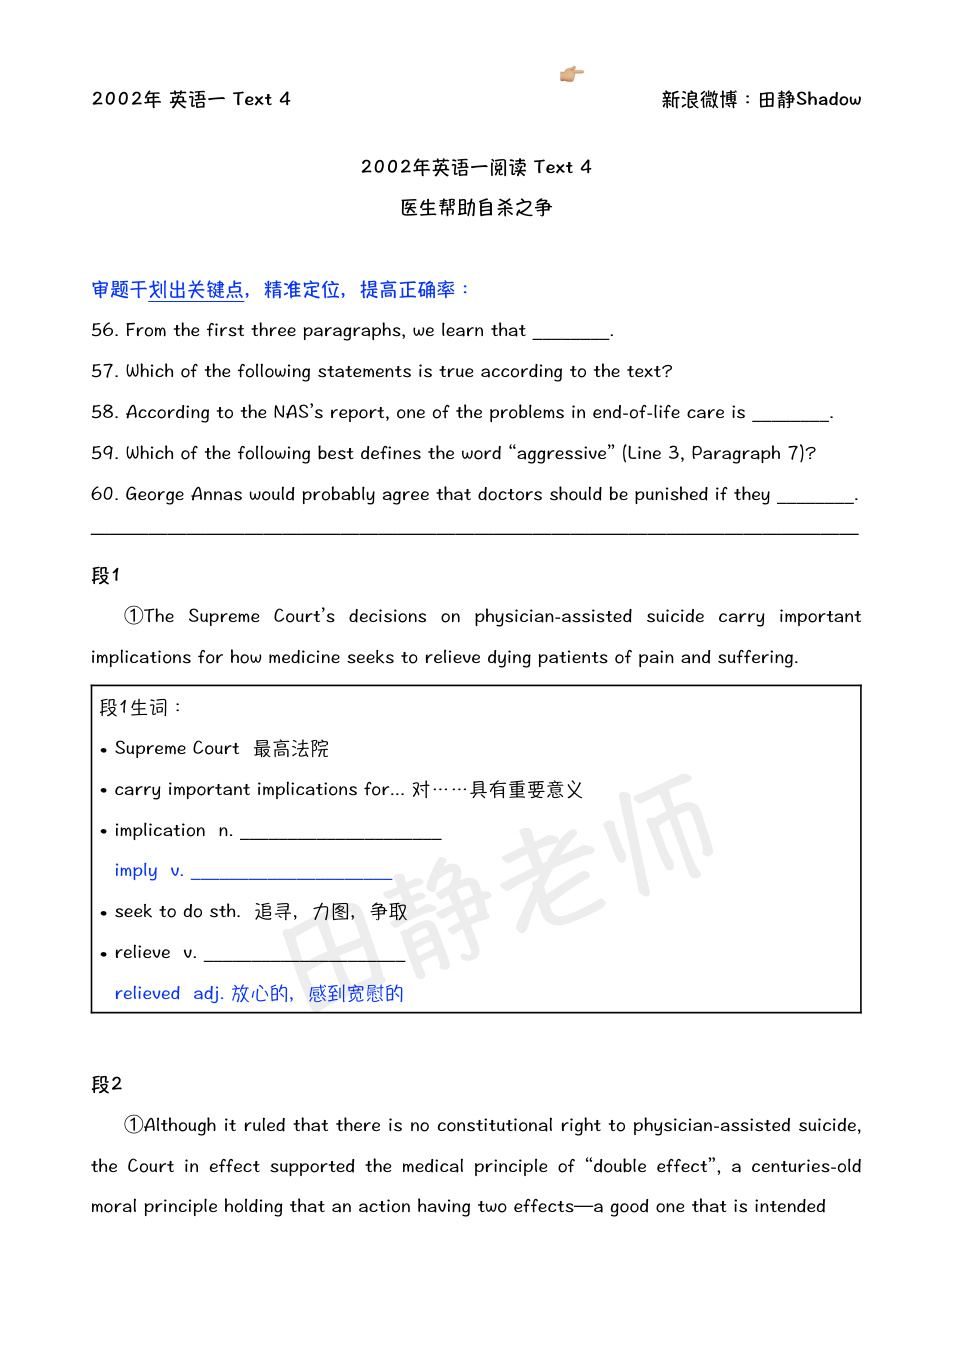 2002年 英语一 Text 4
新浪微博：田静Shadow
2002年英语一阅读 Text 4
医生帮助自杀之争
审题干划出关键点，精准定位，提高正确率：
56. From the first three paragraphs, we learn that ________.
57. Which of the following statements is true according to the text?
58. According to the NAS’s report, one of the problems in end-of-life care is ________.
59. Which of the following best defines the word “aggressive” (Line 3, Paragraph 7)?
60. George Annas would probably agree that doctors should be punished if they ________.
段1
①The Supreme Court’s decisions on physician-assisted suicide carry important
implications for how medicine seeks to relieve dying patients of pain and suffering.
段1生词：
• Supreme Court 最高法院
• carry important implications for... 对……具有重要意义
• implication n. _____________________
imply v. _____________________
• seek to do sth. 追寻，力图，争取
• relieve v. _____________________
relieved adj. 放心的，感到宽慰的
田静老师
段2
①Although it ruled that there is no constitutional right to physician-assisted suicide,
the Court in effect supported the medical principle of “double effect”, a centuries-old
moral principle holding that an action having two effects—a good one that is intended